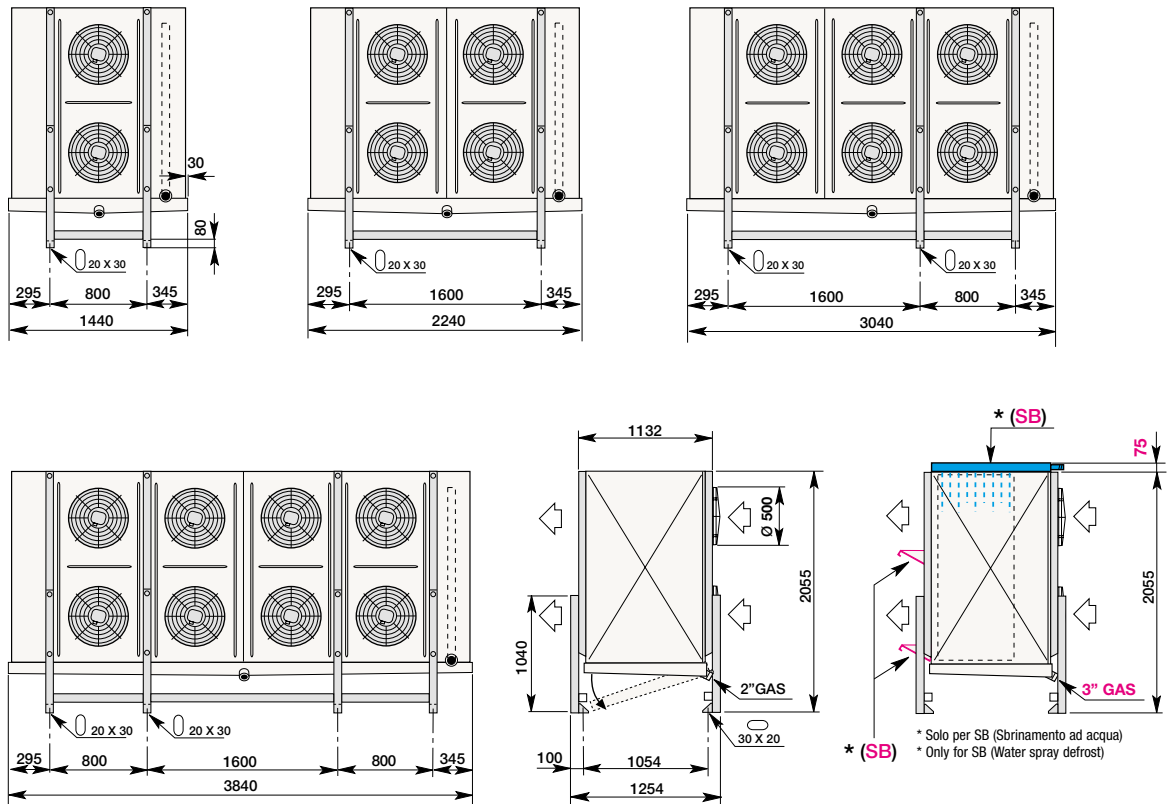 30
80
20 X 30
295
800
345
1440
20 X 30
295
1600
345
2240
20 X 30
20 X 30
295
1600
800
345
3040
20 X 30
20 X 30
295
800
1600
800
345
3840
1132
Ø 500
2055
1040
2”GAS
30 X 20
100
1054
1254
* (SB)
75
2055
3” GAS
* (SB)
* Solo per SB (Sbrinamento ad acqua)
* Only for SB (Water spray defrost)